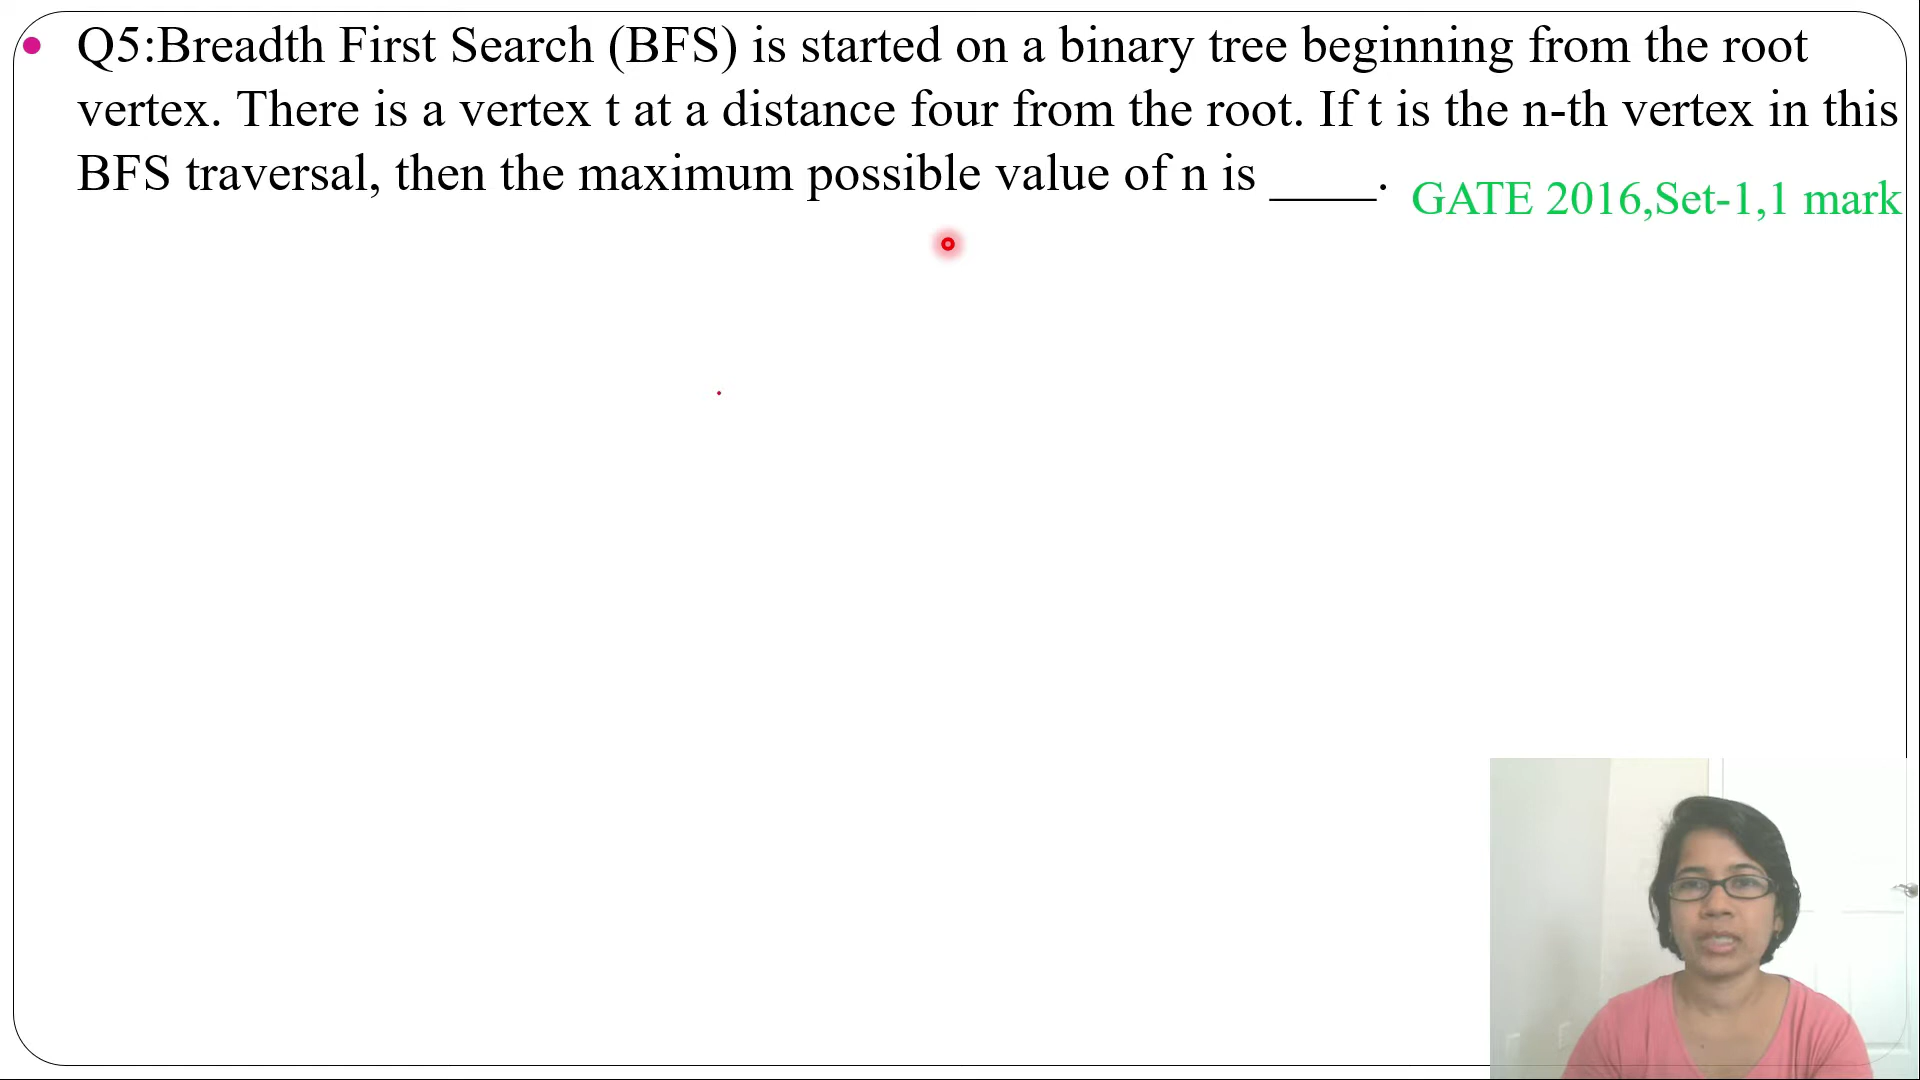 Q5:Breadth First Search (BFS) is started on a binary tree beginning from the root
vertex. There is a vertex t at a distance four from the root. If t is the n-th vertex in this
BFS traversal, then the maximum possible value of n is ____.
GATE 2016,Set-1,1 mark